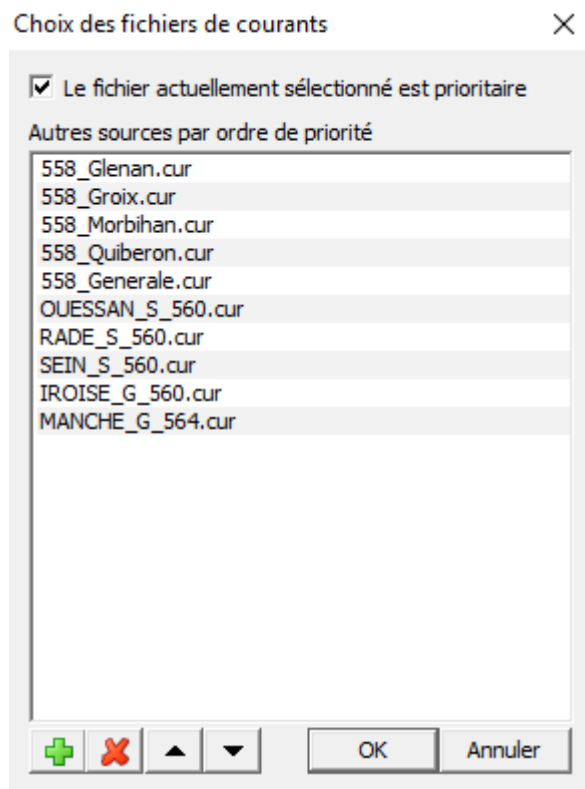 Choix des fichiers de courants
Le fichier actuellement sélectionné est prioritaire
Autres sources par ordre de priorité
558_Glenan.cur
558_Groix.cur
558_Morbihan.cur
558_Quiberon.cur
558_Generale.cur
OUESSAN_S_560.cur
RADE_S_560.cur
SEIN_S_560.cur
IROISE_G_560.cur
MANCHE_G_564.cur
OK Annuler